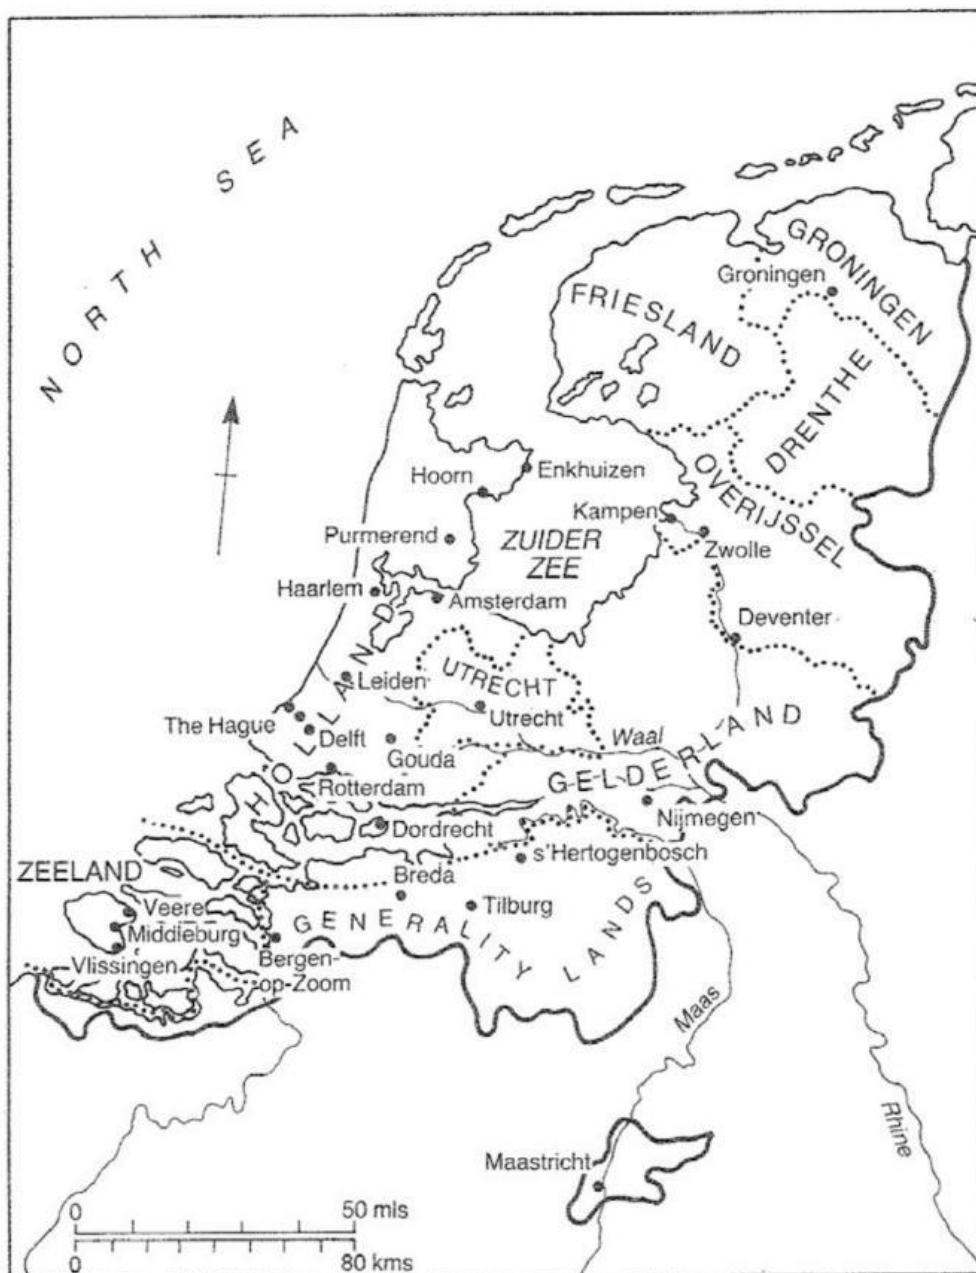 NORTH SEA
GRONINGEN
Groningen
FRIESLAND
DRENTHE
OVERIJSSEL
Enkhuizen
Hoorn
Kampen
Purmerend
ZUIDER
ZEE
Zwolle
Haarlem
Amsterdam
Deventer
HOLLAND
Leiden
UTRECHT
Utrecht
The Hague
Delft
Gouda
Waal
GELDERLAND
Rotterdam
Nijmegen
Dordrecht
s'Hertogenbosch
ZEELAND
Breda
Veere
Tilburg
Middleburg
GENERALITY LANDS
Vlissingen
Bergen-
op-Zoom
Maas
Rhine
Maastricht
0 50 mls
0 80 kms